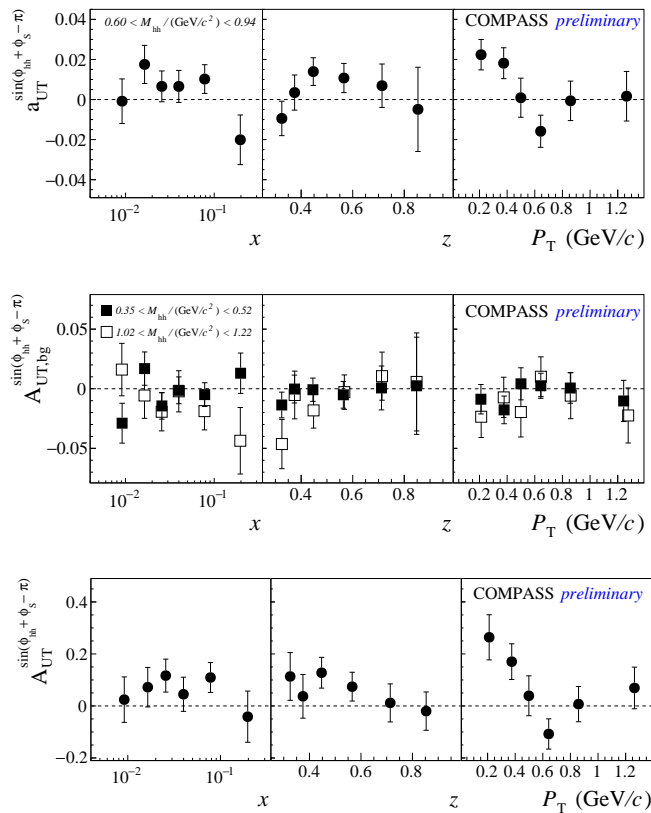 a_UT^sin(ϕ_hh + ϕ_S − π)
0.60 < M_hh /(GeV/c²) < 0.94
COMPASS preliminary
0.04
0.02
0
−0.02
−0.04
10⁻² 10⁻¹ 0.4 0.6 0.8 0.2 0.4 0.6 0.8 1 1.2
x z P_T (GeV/c)
A_UT,bg^sin(ϕ_hh + ϕ_S − π)
0.35 < M_hh /(GeV/c²) < 0.52
1.02 < M_hh /(GeV/c²) < 1.22
COMPASS preliminary
0.05
0
−0.05
10⁻² 10⁻¹ 0.4 0.6 0.8 0.2 0.4 0.6 0.8 1 1.2
x z P_T (GeV/c)
A_UT^sin(ϕ_hh + ϕ_S − π)
COMPASS preliminary
0.4
0.2
0
−0.2
10⁻² 10⁻¹ 0.4 0.6 0.8 0.2 0.4 0.6 0.8 1 1.2
x z P_T (GeV/c)